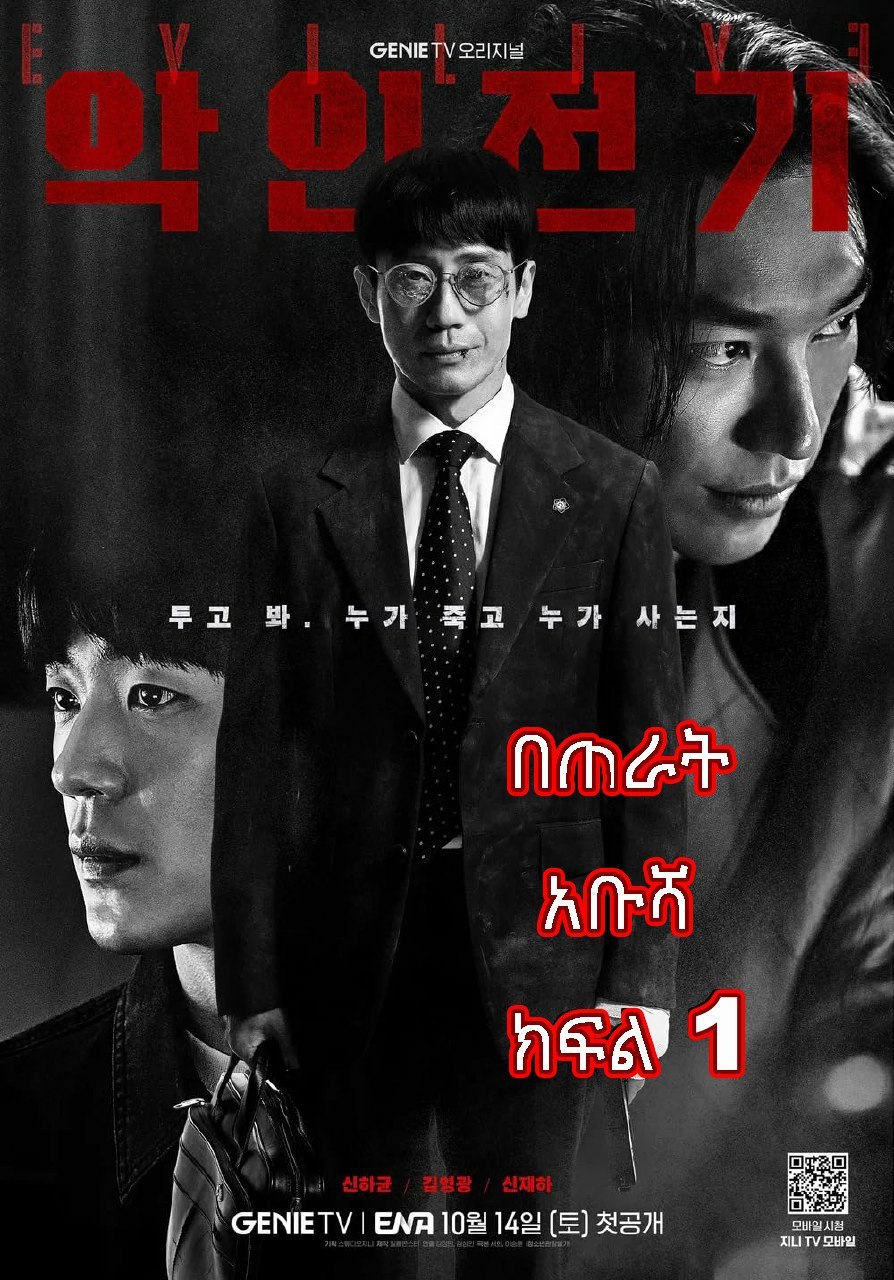 GENIE TV 오리지널
EVILIVE
악인전기
두고 봐. 누가 죽고 누가 사는지
በጠራት
አቡሻ
ክፍል 1
신하균 / 김영광 / 신재하
GENIE TV | ENA 10월 14일 (토) 첫공개
모바일 시청
지니 TV 모바일